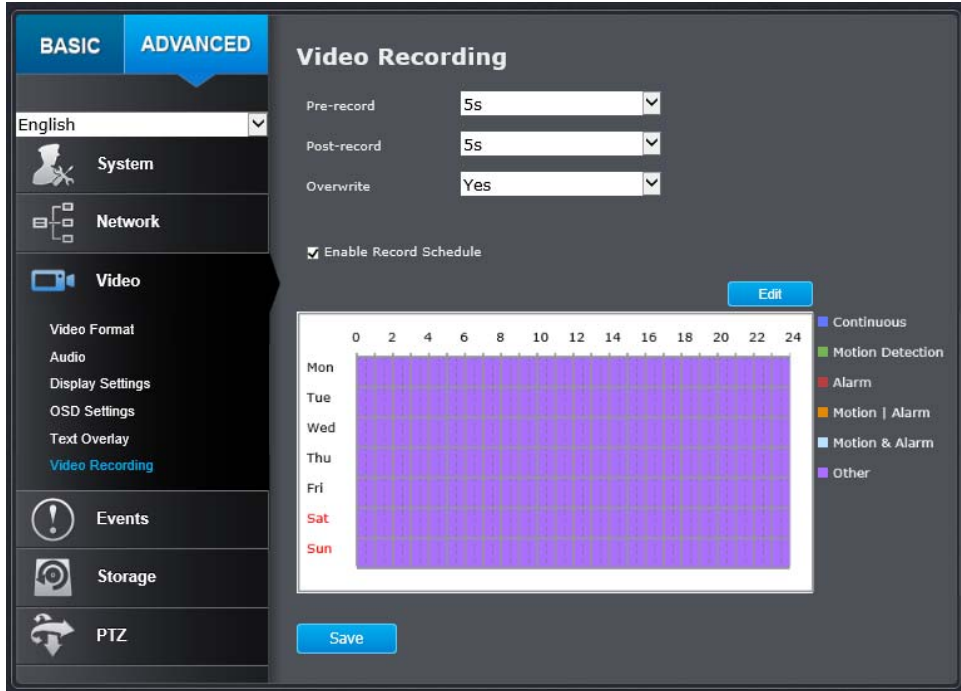 BASIC ADVANCED
English
System
Network
Video
Video Format
Audio
Display Settings
OSD Settings
Text Overlay
Video Recording
Events
Storage
PTZ
Video Recording
Pre-record 5s
Post-record 5s
Overwrite Yes
Enable Record Schedule
Edit
0 2 4 6 8 10 12 14 16 18 20 22 24
Mon
Tue
Wed
Thu
Fri
Sat
Sun
Continuous
Motion Detection
Alarm
Motion | Alarm
Motion & Alarm
Other
Save